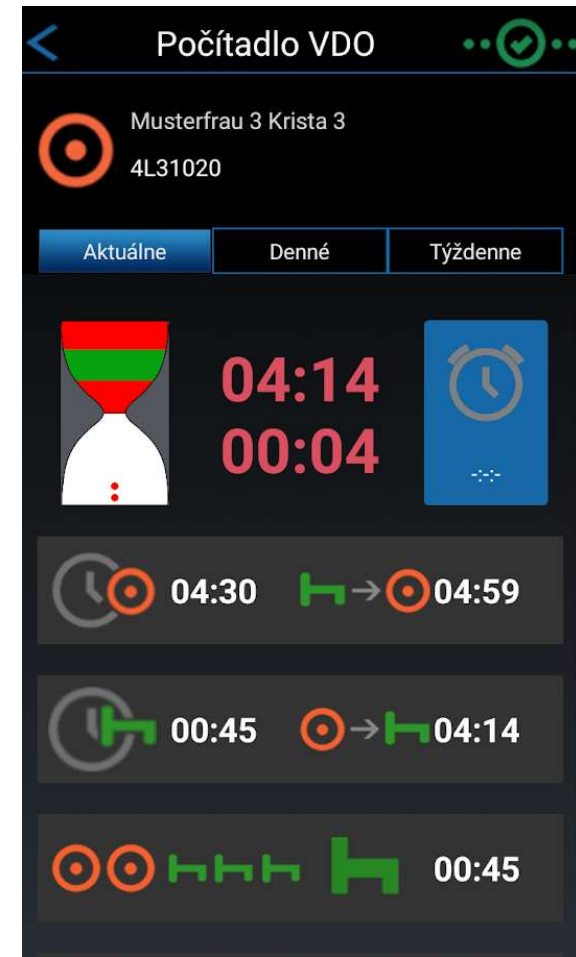 Počítadlo VDO
Musterfrau 3 Krista 3
4L31020
Aktuálne Denné Týždenne
04:14
00:04
-:-:-
04:30 04:59
00:45 04:14
00:45